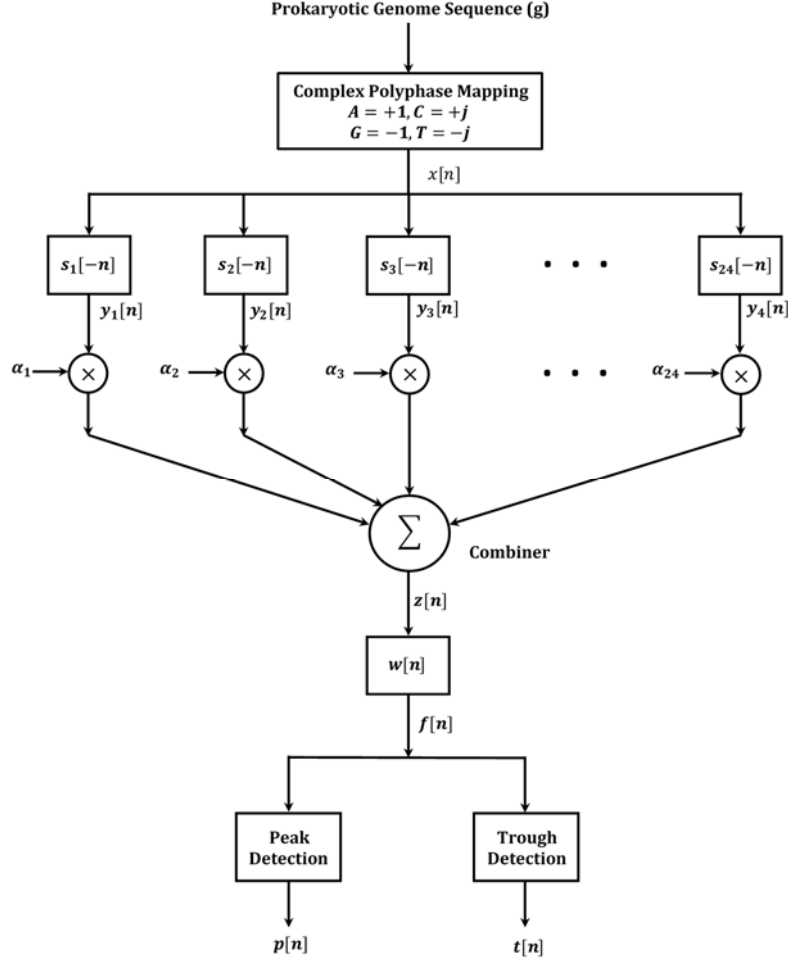 Prokaryotic Genome Sequence (g)
Complex Polyphase Mapping
A = +1, C = +j
G = −1, T = −j
x[n]
s₁[−n] s₂[−n] s₃[−n] . . . s₂₄[−n]
y₁[n] y₂[n] y₃[n] y₄[n]
α₁ × α₂ × α₃ × . . . α₂₄ ×
Σ
Combiner
z[n]
w[n]
f[n]
Peak Trough
Detection Detection
p[n] t[n]